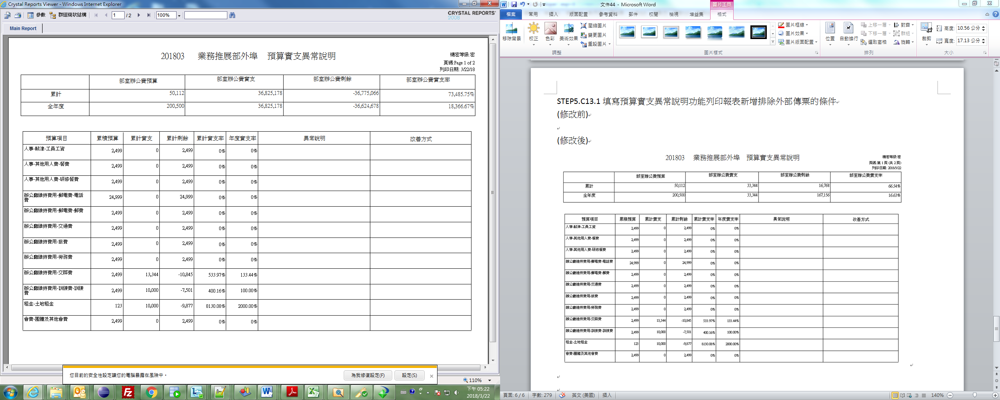 Crystal Reports Viewer - Windows Internet Explorer
參數 群組樹狀結構 1 / 2 100%
CRYSTAL REPORTS
2008
Main Report
201803 業務推展部外埠 預算實支異常說明
機密等級:密
頁碼:Page 1 of 2
列印日期: 3/22/18
部室辦公費預算 部室辦公費實支 部室辦公費剩餘 部室辦公費實支率
累計 50,112 36,825,178 -36,775,066 73,485.75%
全年度 200,500 36,825,178 -36,624,678 18,366.67%
預算項目 累積預算 累計實支 累計剩餘 累計實支率 年度實支率 異常說明 改善方式
人事-薪津-工員工資 2,499 0 2,499 0% 0%
人事-其他用人費-餐費 2,499 0 2,499 0% 0%
人事-其他用人費-研修餐費 2,499 0 2,499 0% 0%
辦公廳維持費用-郵電費-電話
費 24,999 0 24,999 0% 0%
辦公廳維持費用-郵電費-郵費 2,499 0 2,499 0% 0%
辦公廳維持費用-交通費 2,499 0 2,499 0% 0%
辦公廳維持費用-旅費 2,499 0 2,499 0% 0%
辦公廳維持費用-勞務費 2,499 0 2,499 0% 0%
辦公廳維持費用-交際費 2,499 13,344 -10,845 533.97% 133.44%
辦公廳維持費用-訓練費-訓練
費 2,499 10,000 -7,501 400.16% 100.00%
租金-土地租金 123 10,000 -9,877 8130.08% 2000.00%
會費-團體及其他會費 2,499 0 2,499 0% 0%
您目前的安全性設定讓您的電腦暴露在風險中。 為我修復設定(F) 設定(S) ×
110%
下午 05:22
2018/3/22
文件44 - Microsoft Word
圖片工具
檔案 常用 插入 版面配置 參考資料 郵件 校閱 檢視 增益集 格式
移除背景 校正 色彩 美術效果
壓縮圖片
變更圖片
重設圖片
調整
圖片樣式
圖片框線
圖片效果
圖片版面配置
位置 自動換行
上移一層
下移一層
選取窗格
對齊
群組
旋轉
排列
裁剪
高度: 10.56 公分
寬度: 17.13 公分
大小
STEP5.C13.1 填寫預算實支異常說明功能列印報表新增排除外部傳票的條件
(修改前)
(修改後)
201803 業務推展部外埠 預算實支異常說明
機密等級:密
頁碼:第 1 頁 (共 2 頁)
列印日期: 2018/3/22
部室辦公費預算 部室辦公費實支 部室辦公費剩餘 部室辦公費實支率
累計 50,112 33,344 16,768 66.54%
全年度 200,500 33,344 167,156 16.63%
預算項目 累積預算 累計實支 累計剩餘 累計實支率 年度實支率 異常說明 改善方式
人事-薪津-工員工資 2,499 0 2,499 0% 0%
人事-其他用人費-餐費 2,499 0 2,499 0% 0%
人事-其他用人費-研修餐費 2,499 0 2,499 0% 0%
辦公廳維持費用-郵電費-電話費 24,999 0 24,999 0% 0%
辦公廳維持費用-郵電費-郵費 2,499 0 2,499 0% 0%
辦公廳維持費用-交通費 2,499 0 2,499 0% 0%
辦公廳維持費用-旅費 2,499 0 2,499 0% 0%
辦公廳維持費用-勞務費 2,499 0 2,499 0% 0%
辦公廳維持費用-交際費 2,499 13,344 -10,845 533.97% 133.44%
辦公廳維持費用-訓練費-訓練費 2,499 10,000 -7,501 400.16% 100.00%
租金-土地租金 123 10,000 -9,877 8130.08% 2000.00%
會費-團體及其他會費 2,499 0 2,499 0% 0%
頁面: 6 / 6 字數: 279 英文 (美國) 插入 140%